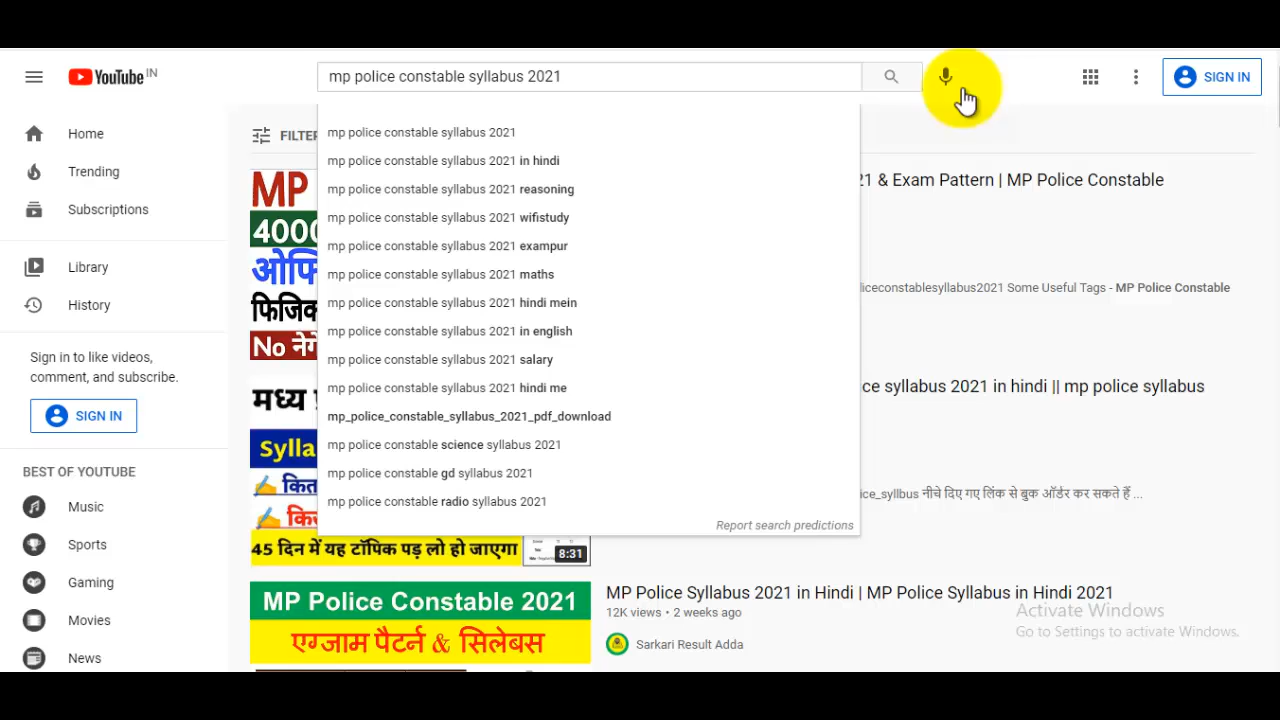 YouTube IN
mp police constable syllabus 2021
SIGN IN
Home
Trending
Subscriptions
Library
History
Sign in to like videos,
comment, and subscribe.
SIGN IN
BEST OF YOUTUBE
Music
Sports
Gaming
Movies
News
FILTER
mp police constable syllabus 2021
mp police constable syllabus 2021 in hindi
mp police constable syllabus 2021 reasoning
mp police constable syllabus 2021 wifistudy
mp police constable syllabus 2021 exampur
mp police constable syllabus 2021 maths
mp police constable syllabus 2021 hindi mein
mp police constable syllabus 2021 in english
mp police constable syllabus 2021 salary
mp police constable syllabus 2021 hindi me
mp_police_constable_syllabus_2021_pdf_download
mp police constable science syllabus 2021
mp police constable gd syllabus 2021
mp police constable radio syllabus 2021
Report search predictions
MP
4000
No
21 & Exam Pattern | MP Police Constable
liceconstablesyllabus2021 Some Useful Tags - MP Police Constable
मध्य
Sylla
ce syllabus 2021 in hindi || mp police syllabus
ice_syllbus नीचे दिए गए लिंक से बुक ऑर्डर कर सकते हैं ...
45 दिन में यह टॉपिक पड़ लो हो जाएगा
8:31
MP Police Constable 2021
एग्जाम पैटर्न & सिलेबस
MP Police Syllabus 2021 in Hindi | MP Police Syllabus in Hindi 2021
12K views • 2 weeks ago
Sarkari Result Adda
Activate Windows
Go to Settings to activate Windows.